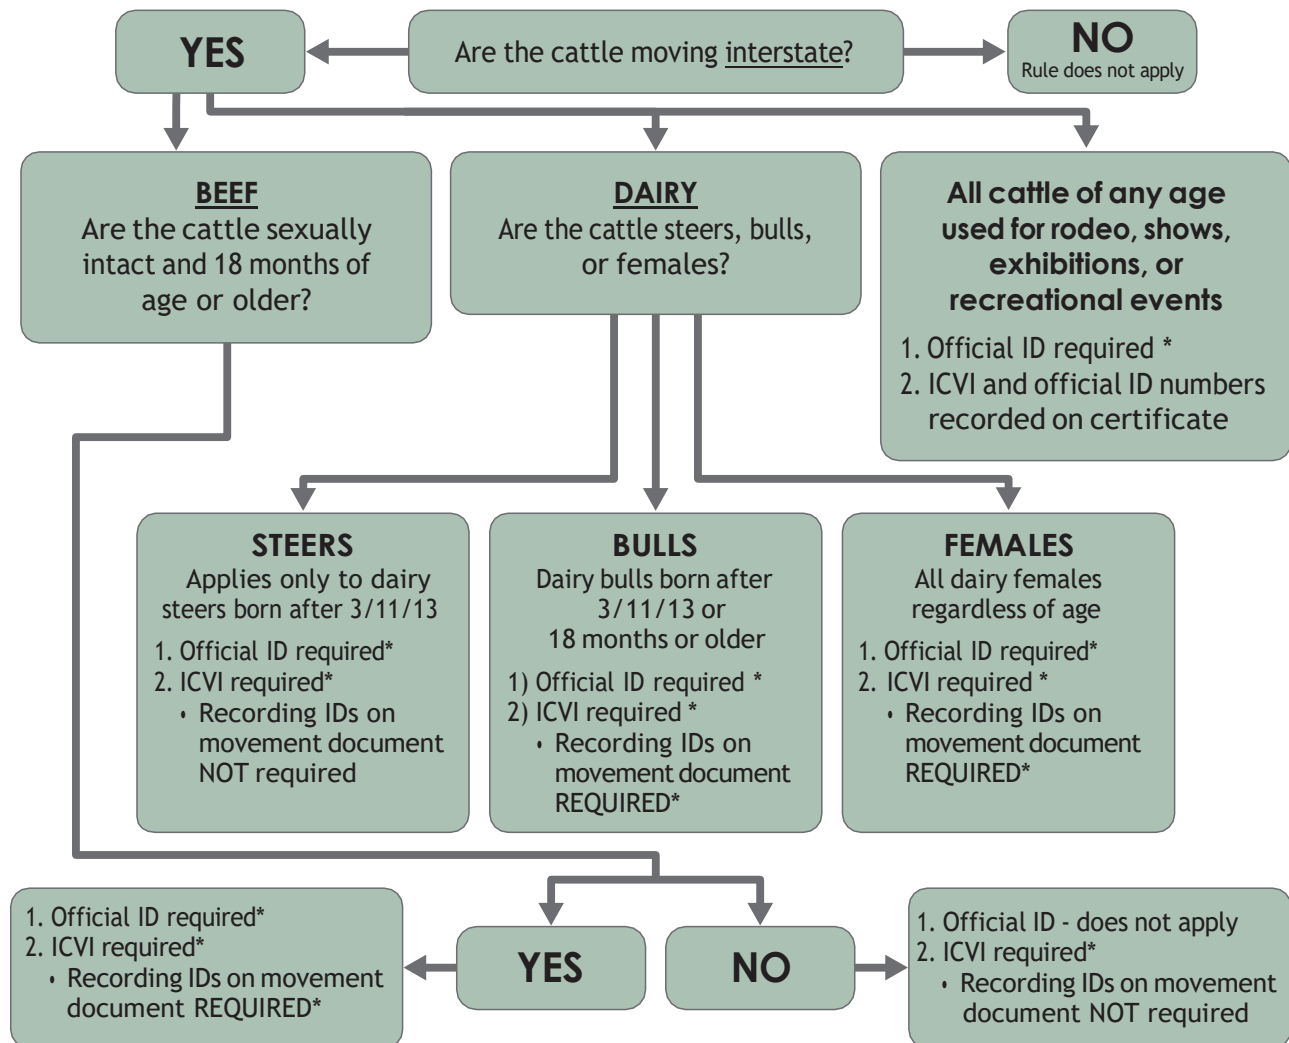 YES
Are the cattle moving interstate?
NO
Rule does not apply
BEEF
Are the cattle sexually
intact and 18 months of
age or older?
DAIRY
Are the cattle steers, bulls,
or females?
All cattle of any age
used for rodeo, shows,
exhibitions, or
recreational events
1. Official ID required *
2. ICVI and official ID numbers
recorded on certificate
STEERS
Applies only to dairy
steers born after 3/11/13
1. Official ID required*
2. ICVI required*
• Recording IDs on
movement document
NOT required
BULLS
Dairy bulls born after
3/11/13 or
18 months or older
1) Official ID required *
2) ICVI required *
• Recording IDs on
movement document
REQUIRED*
FEMALES
All dairy females
regardless of age
1. Official ID required*
2. ICVI required *
• Recording IDs on
movement document
REQUIRED*
1. Official ID required*
2. ICVI required*
• Recording IDs on movement
document REQUIRED*
YES
NO
1. Official ID - does not apply
2. ICVI required*
• Recording IDs on movement
document NOT required